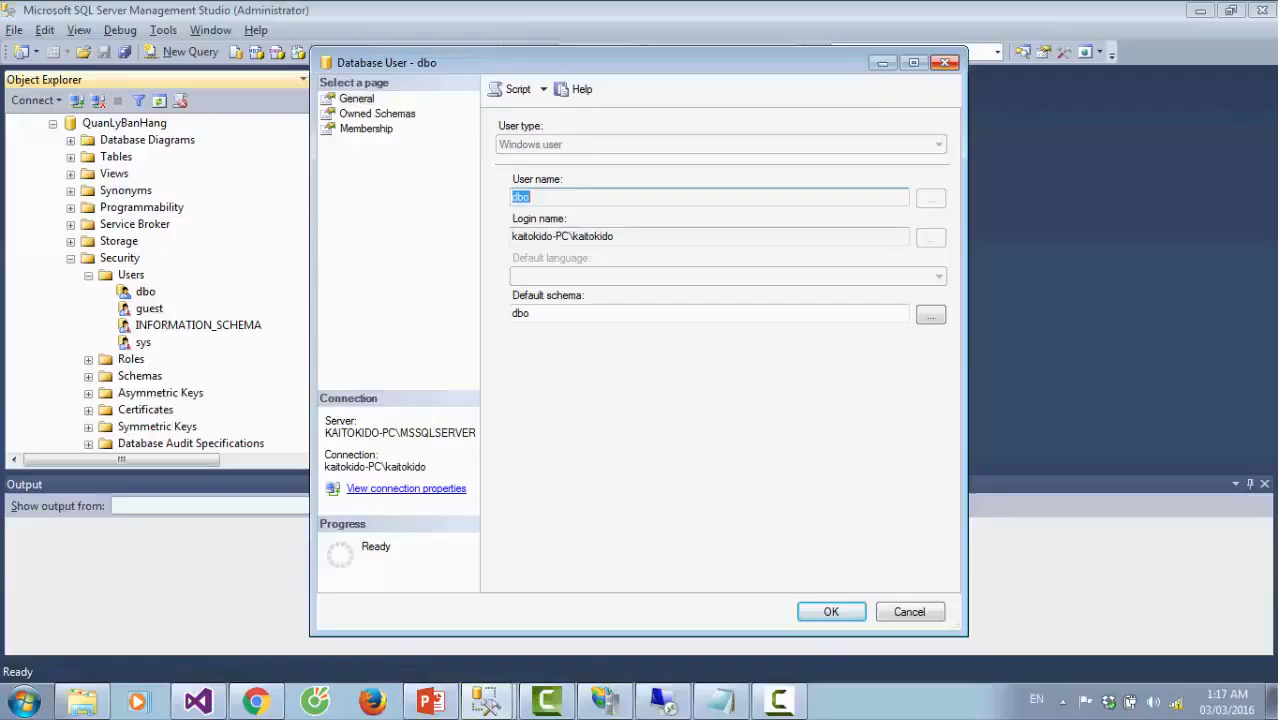 Microsoft SQL Server Management Studio (Administrator)
File Edit View Debug Tools Window Help
New Query
Object Explorer
Connect
QuanLyBanHang
Database Diagrams
Tables
Views
Synonyms
Programmability
Service Broker
Storage
Security
Users
dbo
guest
INFORMATION_SCHEMA
sys
Roles
Schemas
Asymmetric Keys
Certificates
Symmetric Keys
Database Audit Specifications
Output
Show output from:
Database User - dbo
Select a page
General
Owned Schemas
Membership
Connection
Server:
KAITOKIDO-PC\MSSQLSERVER
Connection:
kaitokido-PC\kaitokido
View connection properties
Progress
Ready
Script Help
User type:
Windows user
User name:
dbo
...
Login name:
kaitokido-PC\kaitokido
...
Default language:
Default schema:
dbo
...
OK Cancel
Ready
EN
1:17 AM
03/03/2016